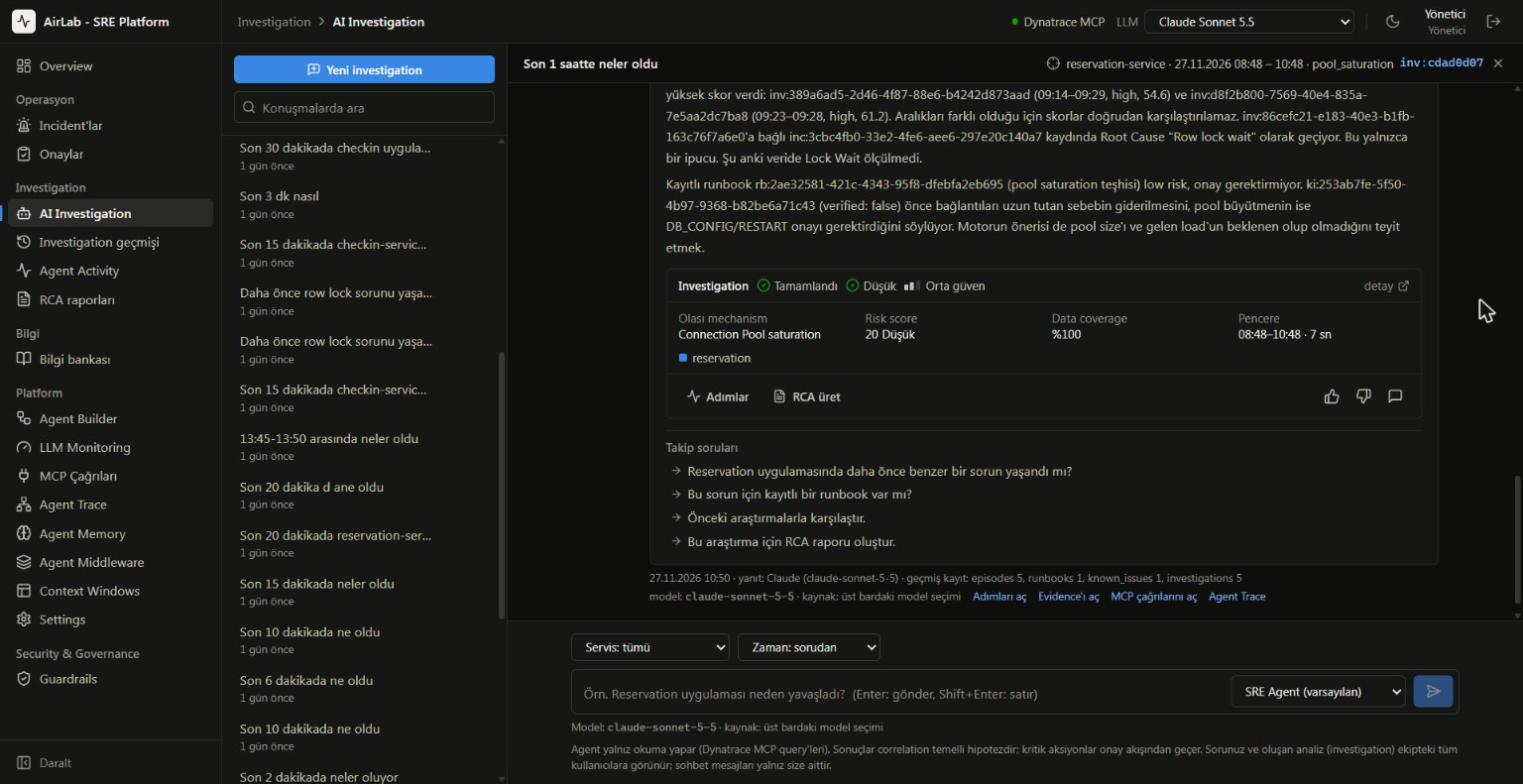 AirLab - SRE Platform
Investigation > AI Investigation
Dynatrace MCP LLM Claude Sonnet 5.5
Yönetici
Yönetici
Overview
Operasyon
Incident'lar
Onaylar
Investigation
AI Investigation
Investigation geçmişi
Agent Activity
RCA raporları
Bilgi
Bilgi bankası
Platform
Agent Builder
LLM Monitoring
MCP Çağrıları
Agent Trace
Agent Memory
Agent Middleware
Context Windows
Settings
Security & Governance
Guardrails
Daralt
Yeni investigation
Konuşmalarda ara
Son 30 dakikada checkin uygula...
1 gün önce
Son 3 dk nasıl
1 gün önce
Son 15 dakikada checkin-servic...
1 gün önce
Daha önce row lock sorunu yaşa...
1 gün önce
Daha önce row lock sorunu yaşa...
1 gün önce
Son 15 dakikada checkin-servic...
1 gün önce
13:45-13:50 arasında neler oldu
1 gün önce
Son 20 dakika d ane oldu
1 gün önce
Son 20 dakikada reservation-ser...
1 gün önce
Son 15 dakikada neler oldu
1 gün önce
Son 10 dakikada ne oldu
1 gün önce
Son 6 dakikada ne oldu
1 gün önce
Son 10 dakikada ne oldu
1 gün önce
Son 2 dakikada neler oluyor
Son 1 saatte neler oldu
reservation-service · 27.11.2026 08:48 – 10:48 · pool_saturation inv:cdad0d07
yüksek skor verdi: inv:389a6ad5-2d46-4f87-88e6-b4242d873aad (09:14–09:29, high, 54.6) ve inv:d8f2b800-7569-40e4-835a-
7e5aa2dc7ba8 (09:23–09:28, high, 61.2). Aralıkları farklı olduğu için skorlar doğrudan karşılaştırılamaz. inv:86cefc21-e183-40e3-b1fb-
163c76f7a6e0'a bağlı inc:3cbc4fb0-33e2-4fe6-aee6-297e20c140a7 kaydında Root Cause "Row lock wait" olarak geçiyor. Bu yalnızca
bir ipucu. Şu anki veride Lock Wait ölçülmedi.
Kayıtlı runbook rb:2ae32581-421c-4343-95f8-dfebfa2eb695 (pool saturation teşhisi) low risk, onay gerektirmiyor. ki:253ab7fe-5f50-
4b97-9368-b82be6a71c43 (verified: false) önce bağlantıları uzun tutan sebebin giderilmesini, pool büyütmenin ise
DB_CONFIG/RESTART onayı gerektirdiğini söylüyor. Motorun önerisi de pool size'ı ve gelen load'un beklenen olup olmadığını teyit
etmek.
Investigation Tamamlandı Düşük Orta güven
detay
Olası mechanism
Connection Pool saturation
Risk score
20 Düşük
Data coverage
%100
Pencere
08:48–10:48 · 7 sn
reservation
Adımlar RCA üret
Takip soruları
→ Reservation uygulamasında daha önce benzer bir sorun yaşandı mı?
→ Bu sorun için kayıtlı bir runbook var mı?
→ Önceki araştırmalarla karşılaştır.
→ Bu araştırma için RCA raporu oluştur.
27.11.2026 10:50 · yanıt: Claude (claude-sonnet-5-5) · geçmiş kayıt: episodes 5, runbooks 1, known_issues 1, investigations 5
model: claude-sonnet-5-5 · kaynak: üst bardaki model seçimi Adımları aç Evidence'ı aç MCP çağrılarını aç Agent Trace
Servis: tümü Zaman: sorudan
Örn. Reservation uygulaması neden yavaşladı? (Enter: gönder, Shift+Enter: satır)
SRE Agent (varsayılan)
Model: claude-sonnet-5-5 · kaynak: üst bardaki model seçimi
Agent yalnız okuma yapar (Dynatrace MCP query'leri). Sonuçlar correlation temelli hipotezdir; kritik aksiyonlar onay akışından geçer. Sorunuz ve oluşan analiz (investigation) ekipteki tüm
kullanıcılara görünür; sohbet mesajları yalnız size aittir.